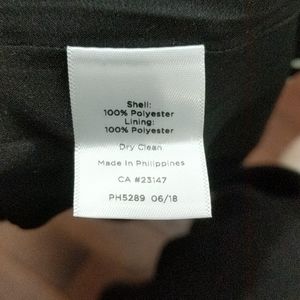 Shell:
100% Polyester
Lining:
100% Polyester
Dry Clean
Made In Philippines
CA #23147
PH5289 06/18